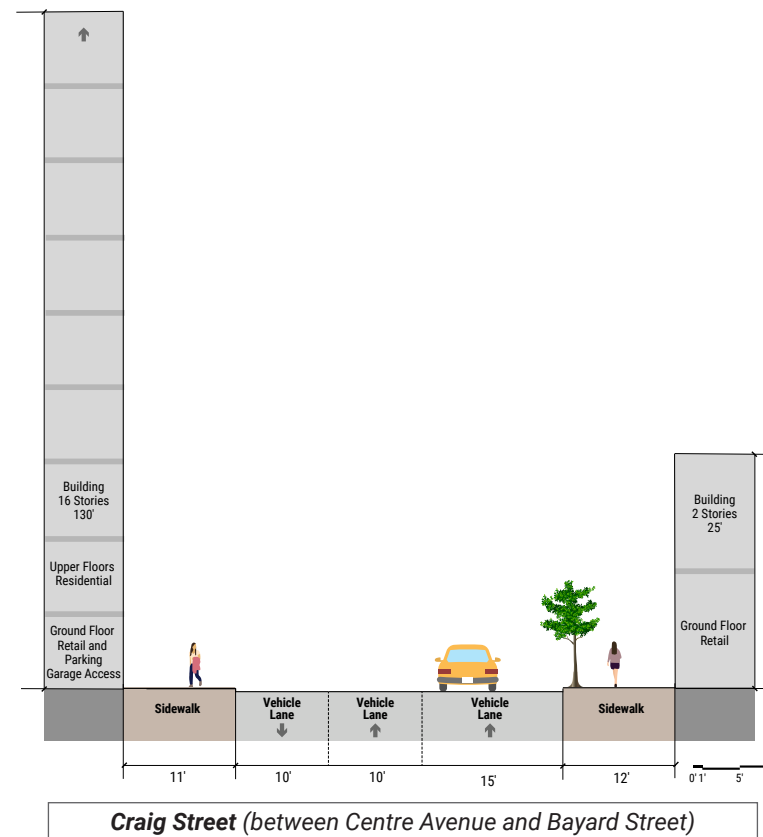 Building
16 Stories
130'
Upper Floors
Residential
Ground Floor
Retail and
Parking
Garage Access
Building
2 Stories
25'
Ground Floor
Retail
Sidewalk
Vehicle
Lane
Vehicle
Lane
Vehicle
Lane
Sidewalk
11'
10'
10'
15'
12'
0' 1' 5'
Craig Street (between Centre Avenue and Bayard Street)